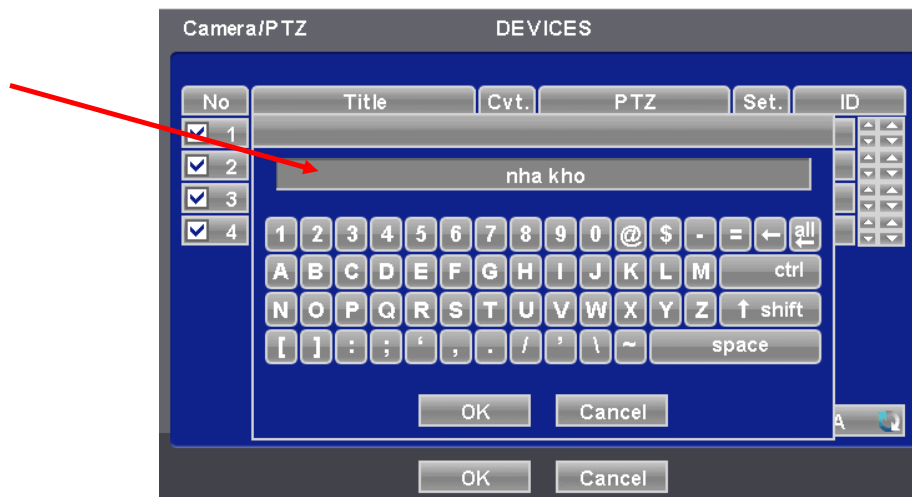 Camera/PTZ DEVICES
No Title Cvt. PTZ Set. ID
1
2 nha kho
3
4 1 2 3 4 5 6 7 8 9 0 @ $ - = ← all ←
A B C D E F G H I J K L M ctrl
N O P Q R S T U V W X Y Z ↑ shift
[ ] : ; ‘ , . / ’ \ ~ space
OK Cancel
A
OK Cancel